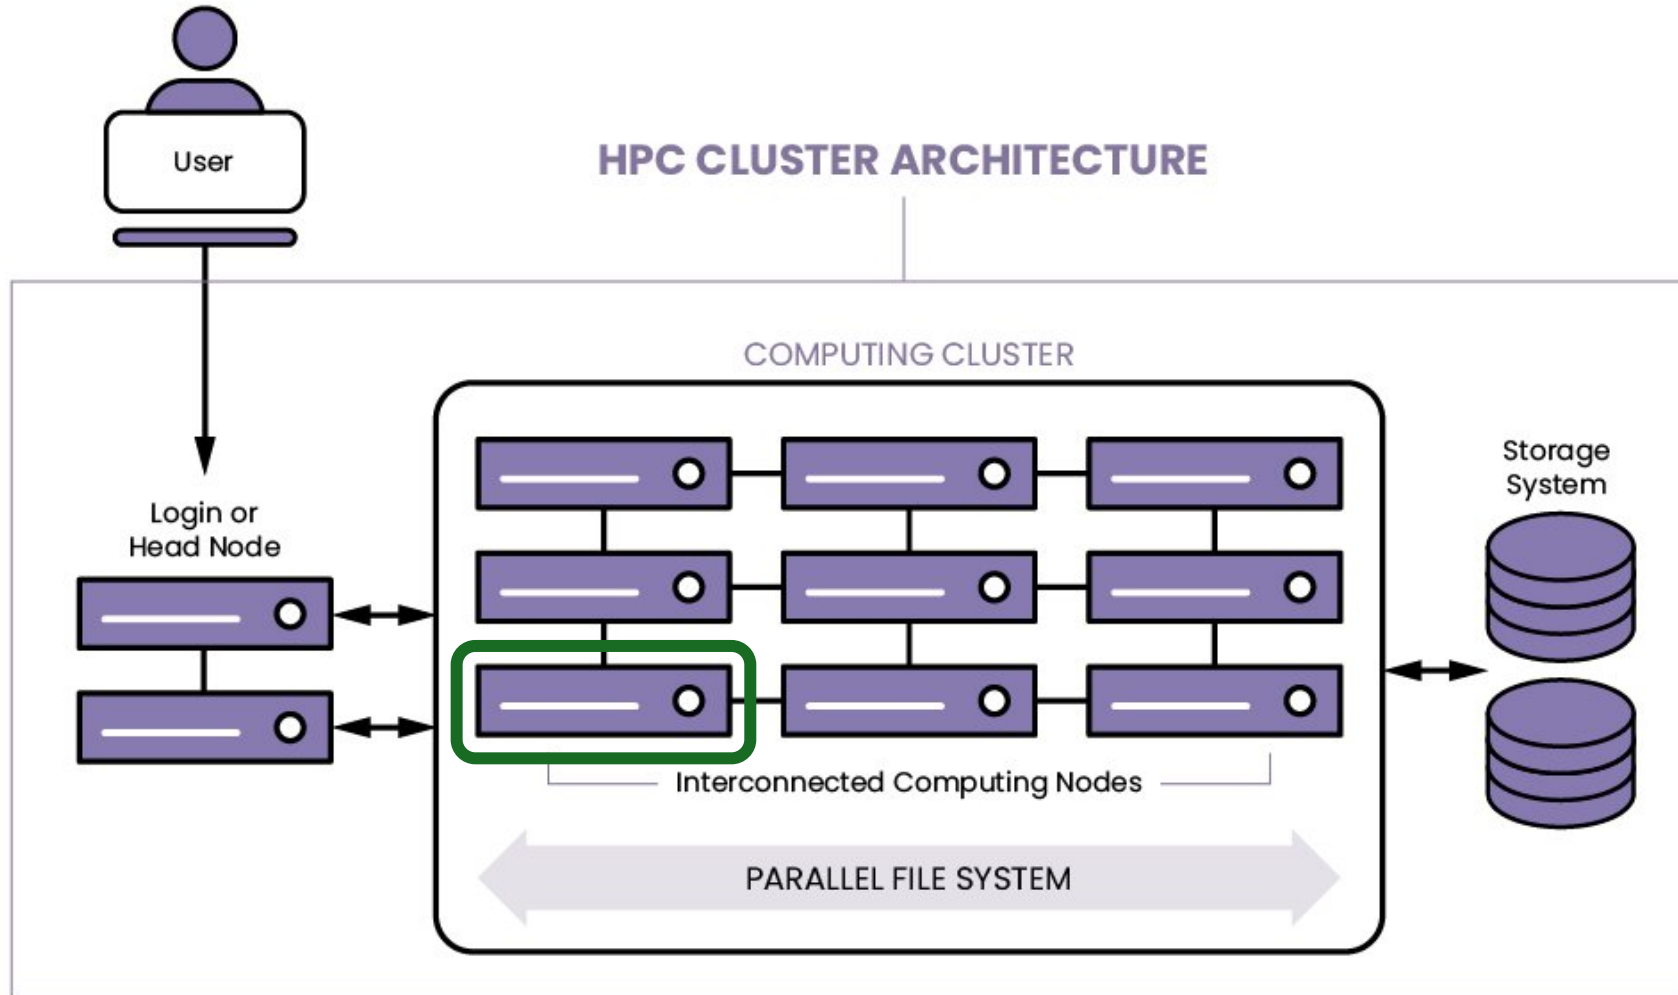 User
HPC CLUSTER ARCHITECTURE
COMPUTING CLUSTER
Storage
System
Login or
Head Node
Interconnected Computing Nodes
PARALLEL FILE SYSTEM